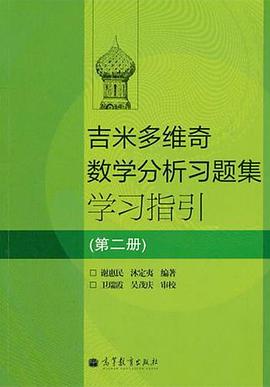 吉米多维奇
数学分析习题集
学习指引
(第二册)
谢惠民 沐定夷 编著
卫瑞霞 吴茂庆 审校
高等教育出版社